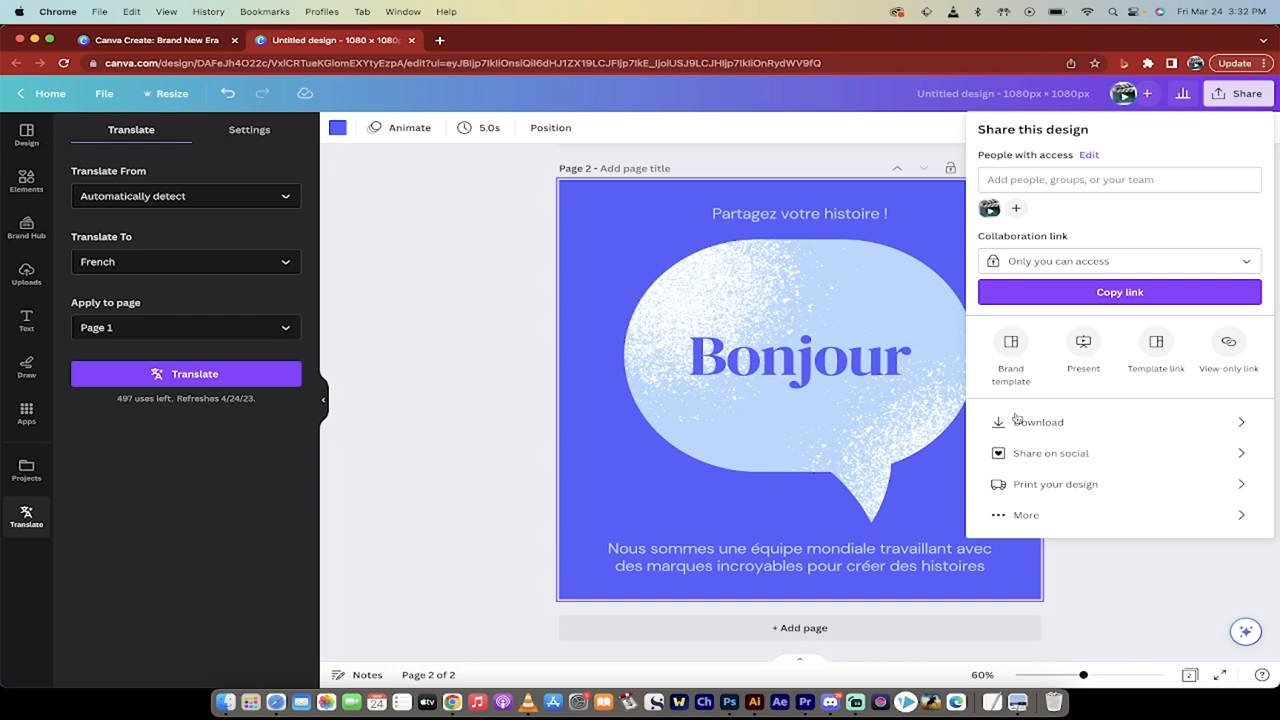 Chrome File Edit View History Bookmarks Profiles Tab Window Help Fri Mar 24 3:32 PM
Canva Create: Brand New Era
Untitled design - 1080 × 1080p
Update
Home File Resize
Untitled design - 1080px × 1080px
Share
Design
Elements
Brand Hub
Uploads
Text
Draw
Apps
Projects
Translate
Translate Settings
Translate From
Automatically detect
Translate To
French
Apply to page
Page 1
Translate
497 uses left. Refreshes 4/24/23.
Animate 5.0s Position
Page 2 - Add page title
Partagez votre histoire !
Bonjour
Nous sommes une équipe mondiale travaillant avec
des marques incroyables pour créer des histoires
+ Add page
Notes Page 2 of 2
60%
2
Share this design
People with access Edit
Add people, groups, or your team
Collaboration link
Only you can access
Copy link
Brand
template
Present
Template link
View-only link
Download
Share on social
Print your design
More